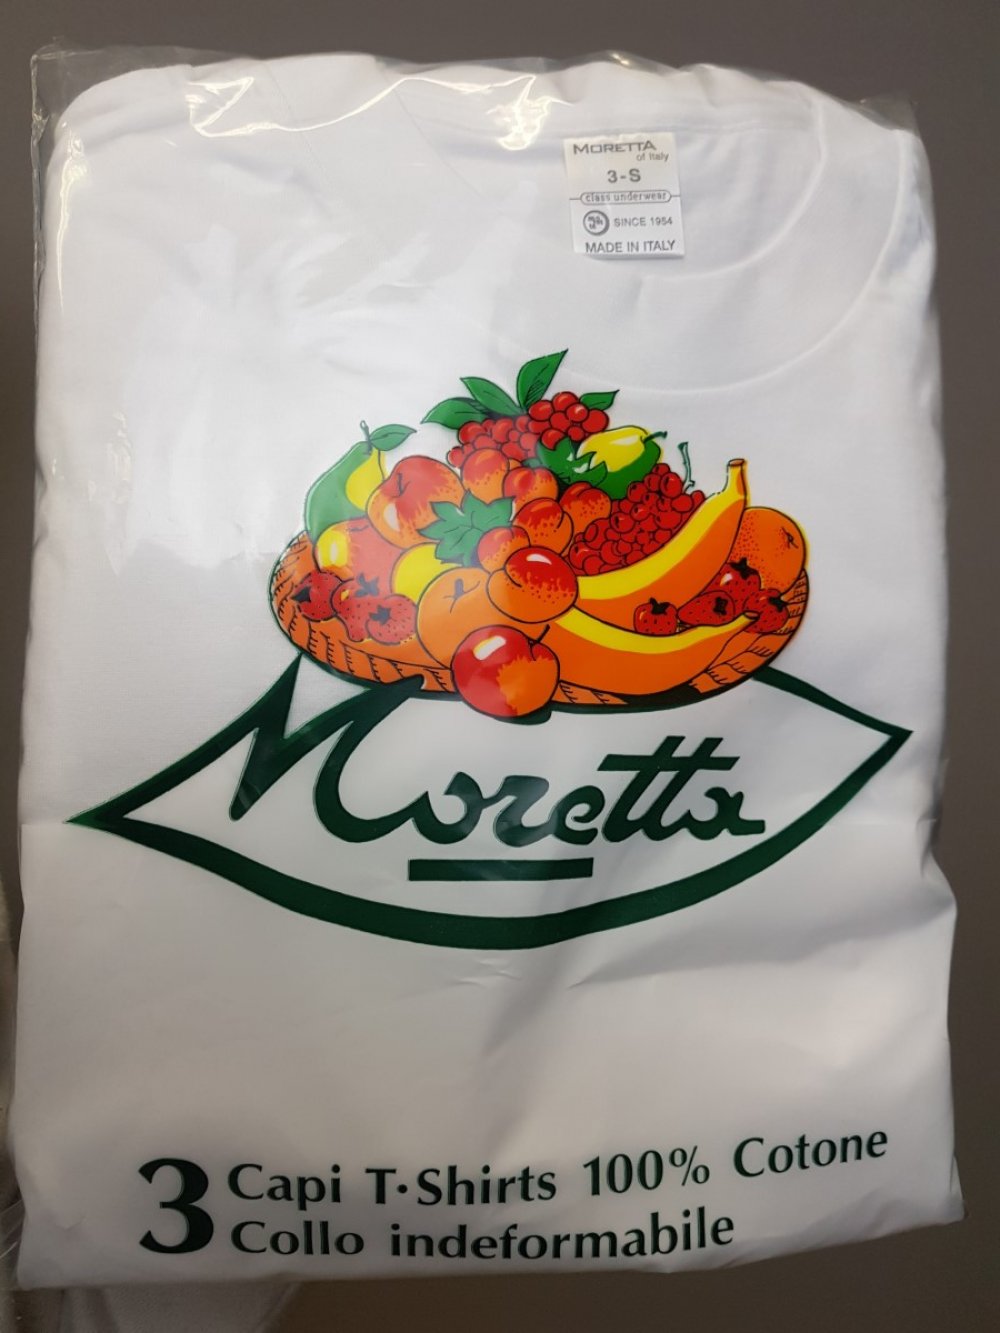 MORETTA
of Italy
3-S
class underwear
SINCE 1954
MADE IN ITALY
Moretta
3 Capi T·Shirts 100% Cotone
Collo indeformabile